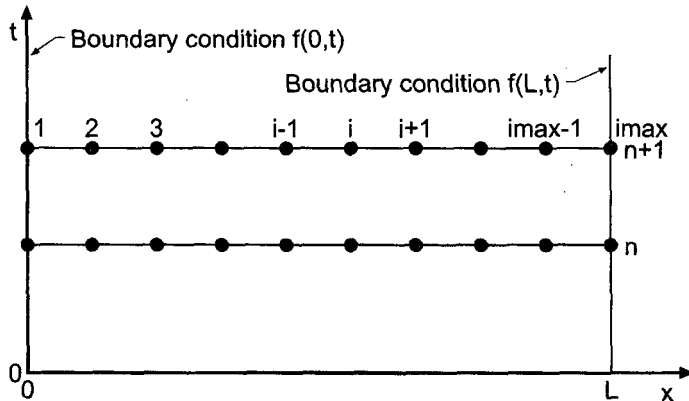 t
Boundary condition f(0,t)
Boundary condition f(L,t)
1 2 3 i-1 i i+1 imax-1 imax
n+1
n
0
0 L x